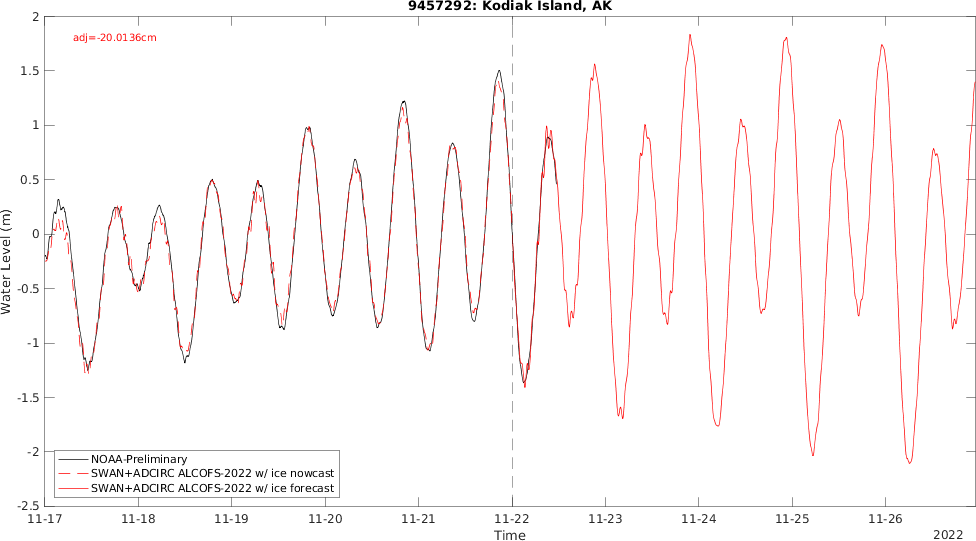 9457292: Kodiak Island, AK
adj=-20.0136cm
2
1.5
1
0.5
0
-0.5
-1
-1.5
-2
-2.5
Water Level (m)
NOAA-Preliminary
SWAN+ADCIRC ALCOFS-2022 w/ ice nowcast
SWAN+ADCIRC ALCOFS-2022 w/ ice forecast
11-17 11-18 11-19 11-20 11-21 11-22 11-23 11-24 11-25 11-26
Time
2022